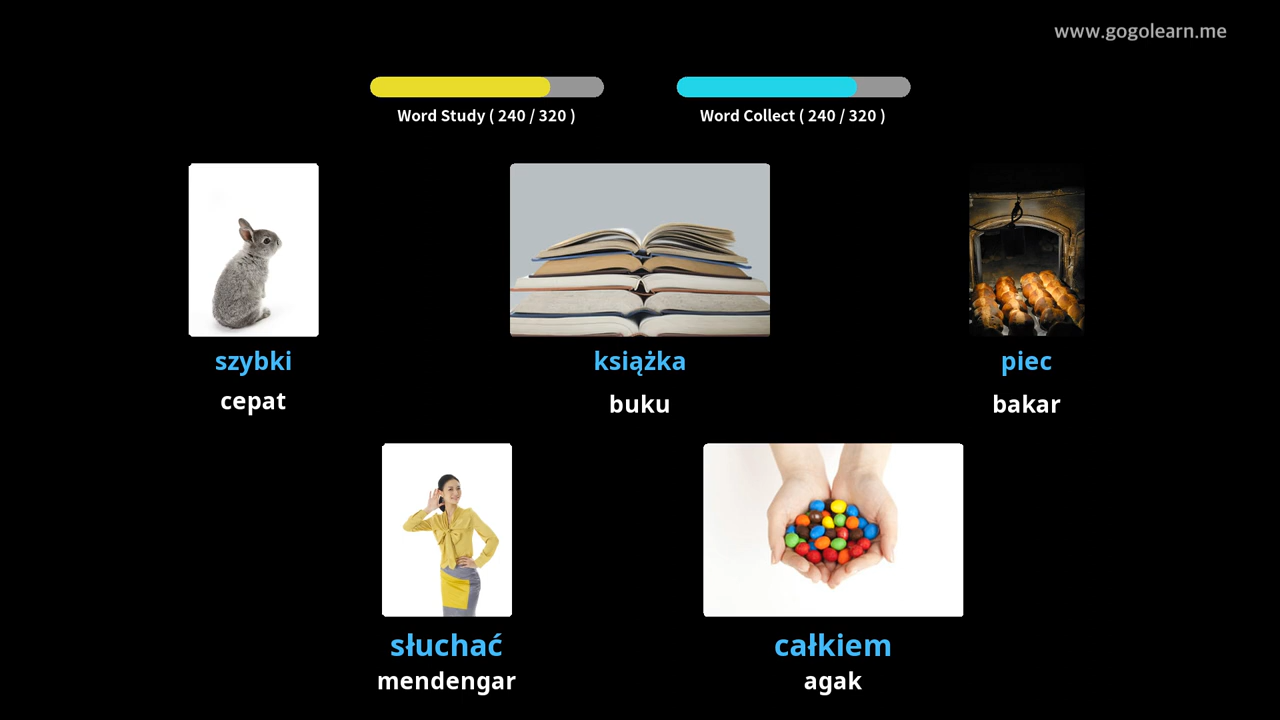 www.gogolearn.me
Word Study ( 240 / 320 )
Word Collect ( 240 / 320 )
szybki
cepat
książka
buku
piec
bakar
słuchać
mendengar
całkiem
agak